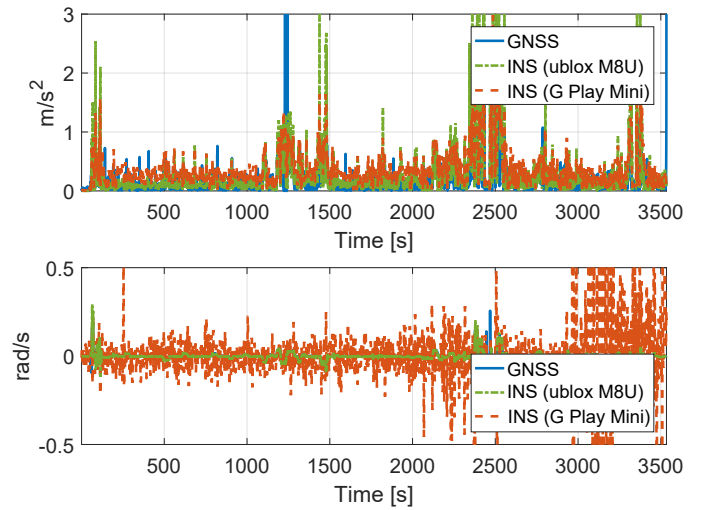 m/s²
3
2
1
0
GNSS
INS (ublox M8U)
INS (G Play Mini)
500 1000 1500 2000 2500 3000 3500
Time [s]
rad/s
0.5
0
-0.5
GNSS
INS (ublox M8U)
INS (G Play Mini)
500 1000 1500 2000 2500 3000 3500
Time [s]